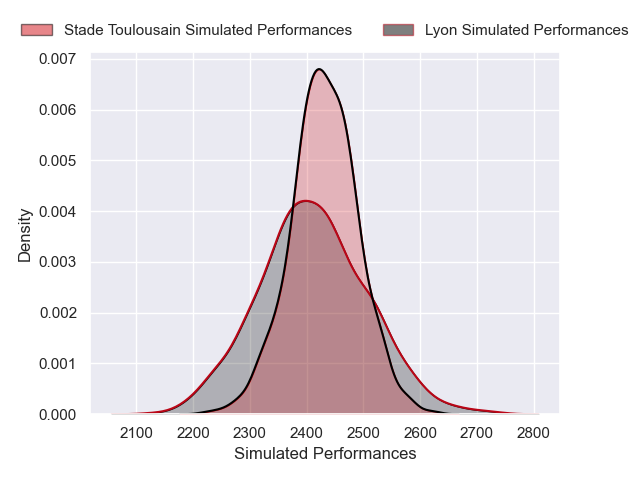 Stade Toulousain Simulated Performances
Lyon Simulated Performances
0.007
0.006
0.005
0.004
0.003
0.002
0.001
0.000
Density
2100 2200 2300 2400 2500 2600 2700 2800
Simulated Performances